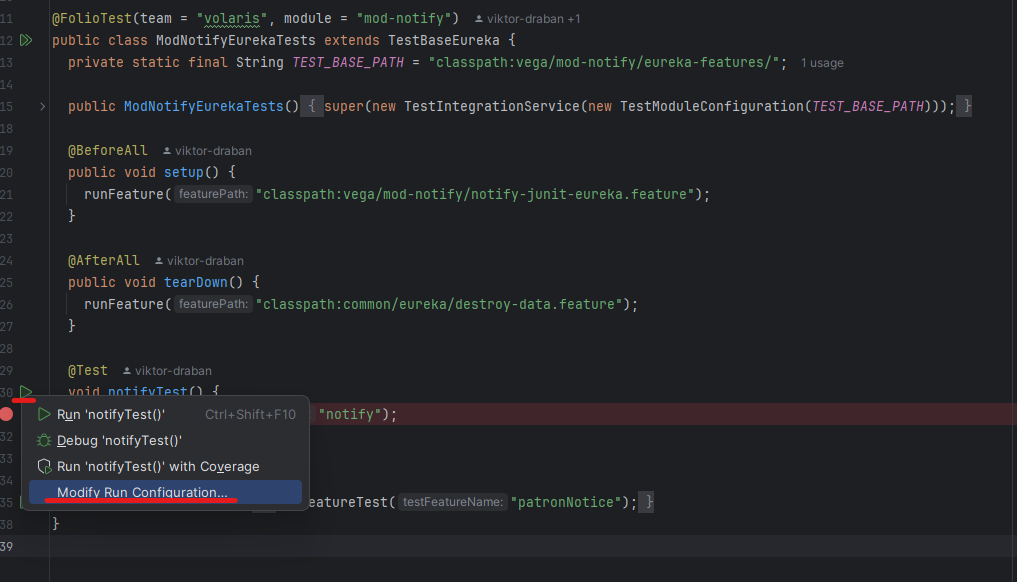 11 @FolioTest(team = "volaris", module = "mod-notify") viktor-draban +1
12 public class ModNotifyEurekaTests extends TestBaseEureka {
13 private static final String TEST_BASE_PATH = "classpath:vega/mod-notify/eureka-features/"; 1 usage
14
15 public ModNotifyEurekaTests() { super(new TestIntegrationService(new TestModuleConfiguration(TEST_BASE_PATH))); }
18
19 @BeforeAll viktor-draban
20 public void setup() {
21 runFeature( featurePath: "classpath:vega/mod-notify/notify-junit-eureka.feature");
22 }
23
24 @AfterAll viktor-draban
25 public void tearDown() {
26 runFeature( featurePath: "classpath:common/eureka/destroy-data.feature");
27 }
28
29 @Test viktor-draban
30 void notifyTest() {
"notify");
Run 'notifyTest()' Ctrl+Shift+F10
32
Debug 'notifyTest()'
33
Run 'notifyTest()' with Coverage
34
Modify Run Configuration...
35 eatureTest( testFeatureName: "patronNotice"); }
38 }
39